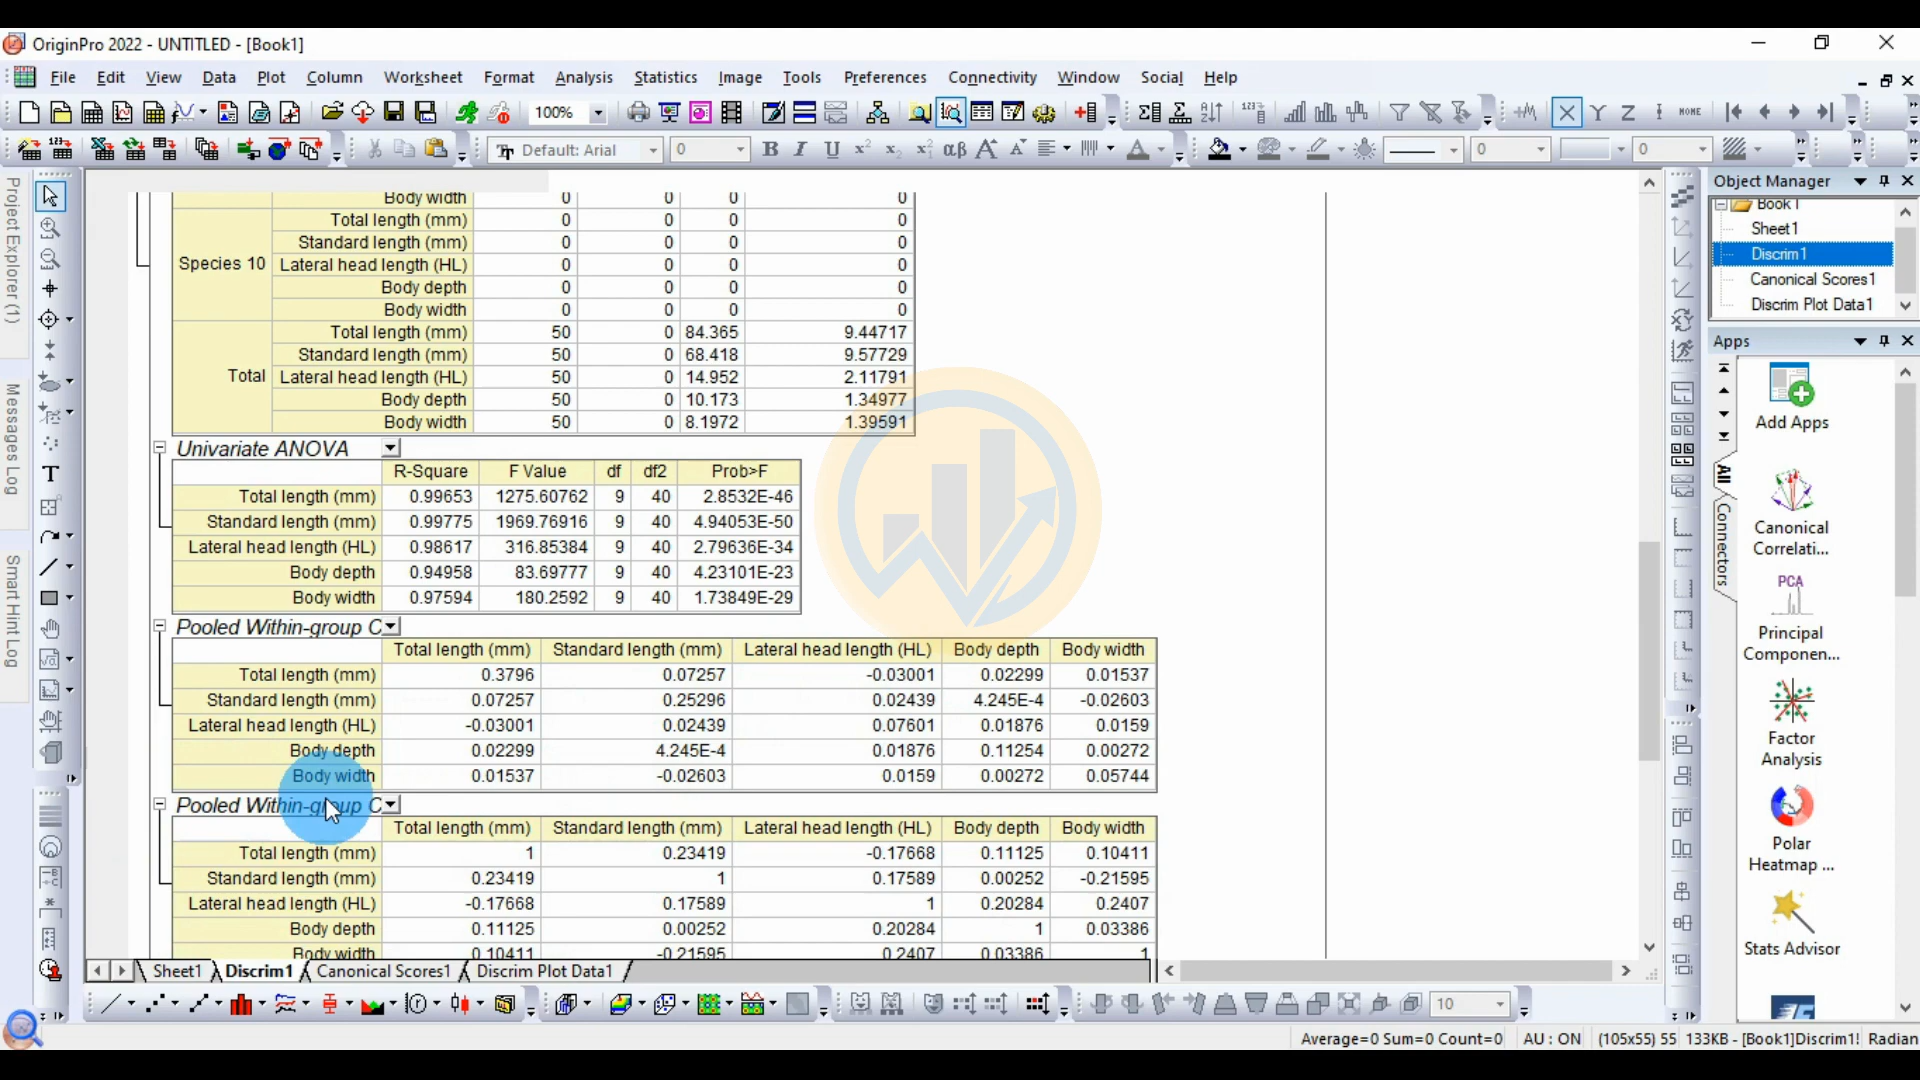 OriginPro 2022 - UNTITLED - [Book1]
File Edit View Data Plot Column Worksheet Format Analysis Statistics Image Tools Preferences Connectivity Window Social Help
100%
Default: Arial 0 B I U 0 0
Project Explorer (1)
Messages Log
Smart Hint Log
Body width 0 0 0 0
Total length (mm) 0 0 0 0
Standard length (mm) 0 0 0 0
Species 10 Lateral head length (HL) 0 0 0 0
Body depth 0 0 0 0
Body width 0 0 0 0
Total length (mm) 50 0 84.365 9.44717
Standard length (mm) 50 0 68.418 9.57729
Total Lateral head length (HL) 50 0 14.952 2.11791
Body depth 50 0 10.173 1.34977
Body width 50 0 8.1972 1.39591
Univariate ANOVA
R-Square F Value df df2 Prob>F
Total length (mm) 0.99653 1275.60762 9 40 2.8532E-46
Standard length (mm) 0.99775 1969.76916 9 40 4.94053E-50
Lateral head length (HL) 0.98617 316.85384 9 40 2.79636E-34
Body depth 0.94958 83.69777 9 40 4.23101E-23
Body width 0.97594 180.2592 9 40 1.73849E-29
Pooled Within-group C
Total length (mm) Standard length (mm) Lateral head length (HL) Body depth Body width
Total length (mm) 0.3796 0.07257 -0.03001 0.02299 0.01537
Standard length (mm) 0.07257 0.25296 0.02439 4.245E-4 -0.02603
Lateral head length (HL) -0.03001 0.02439 0.07601 0.01876 0.0159
Body depth 0.02299 4.245E-4 0.01876 0.11254 0.00272
Body width 0.01537 -0.02603 0.0159 0.00272 0.05744
Pooled Within-group C
Total length (mm) Standard length (mm) Lateral head length (HL) Body depth Body width
Total length (mm) 1 0.23419 -0.17668 0.11125 0.10411
Standard length (mm) 0.23419 1 0.17589 0.00252 -0.21595
Lateral head length (HL) -0.17668 0.17589 1 0.20284 0.2407
Body depth 0.11125 0.00252 0.20284 1 0.03386
Body width 0.10411 -0.21595 0.2407 0.03386 1
Sheet1 Discrim1 Canonical Scores1 Discrim Plot Data1
10
Average=0 Sum=0 Count=0 AU : ON (105x55) 55 133KB - [Book1]Discrim1! Radian
Object Manager
Book1
Sheet1
Discrim1
Canonical Scores1
Discrim Plot Data1
Apps
All
Connectors
Add Apps
Canonical
Correlati...
PCA
Principal
Componen...
Factor
Analysis
Polar
Heatmap ...
Stats Advisor